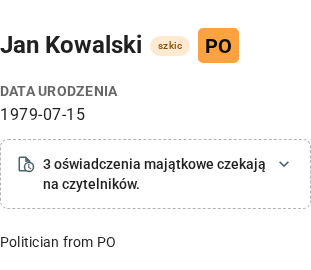 Jan Kowalski szkic PO
DATA URODZENIA
1979-07-15
3 oświadczenia majątkowe czekają
na czytelników.
Politician from PO